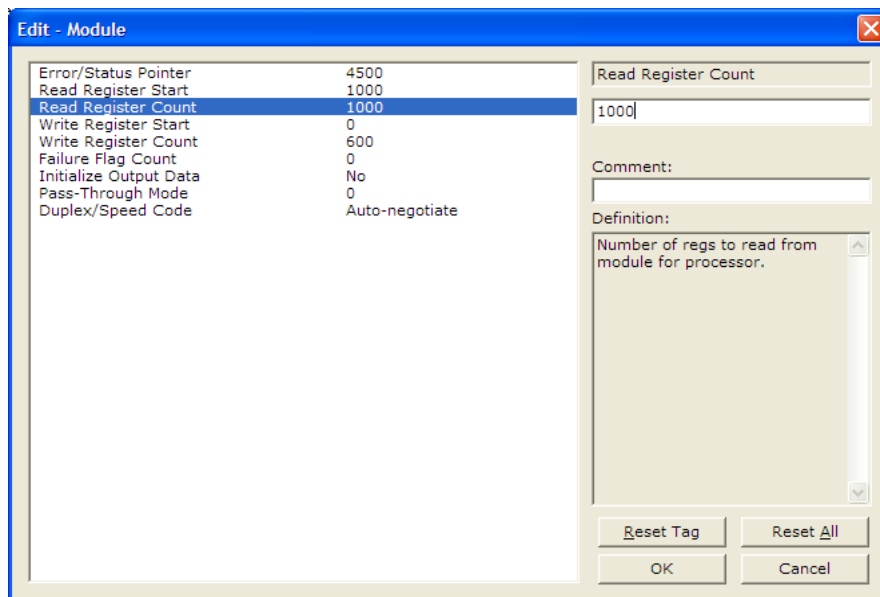 Edit - Module
Error/Status Pointer 4500
Read Register Start 1000
Read Register Count 1000
Write Register Start 0
Write Register Count 600
Failure Flag Count 0
Initialize Output Data No
Pass-Through Mode 0
Duplex/Speed Code Auto-negotiate
Read Register Count
1000
Comment:
Definition:
Number of regs to read from
module for processor.
Reset Tag Reset All
OK Cancel